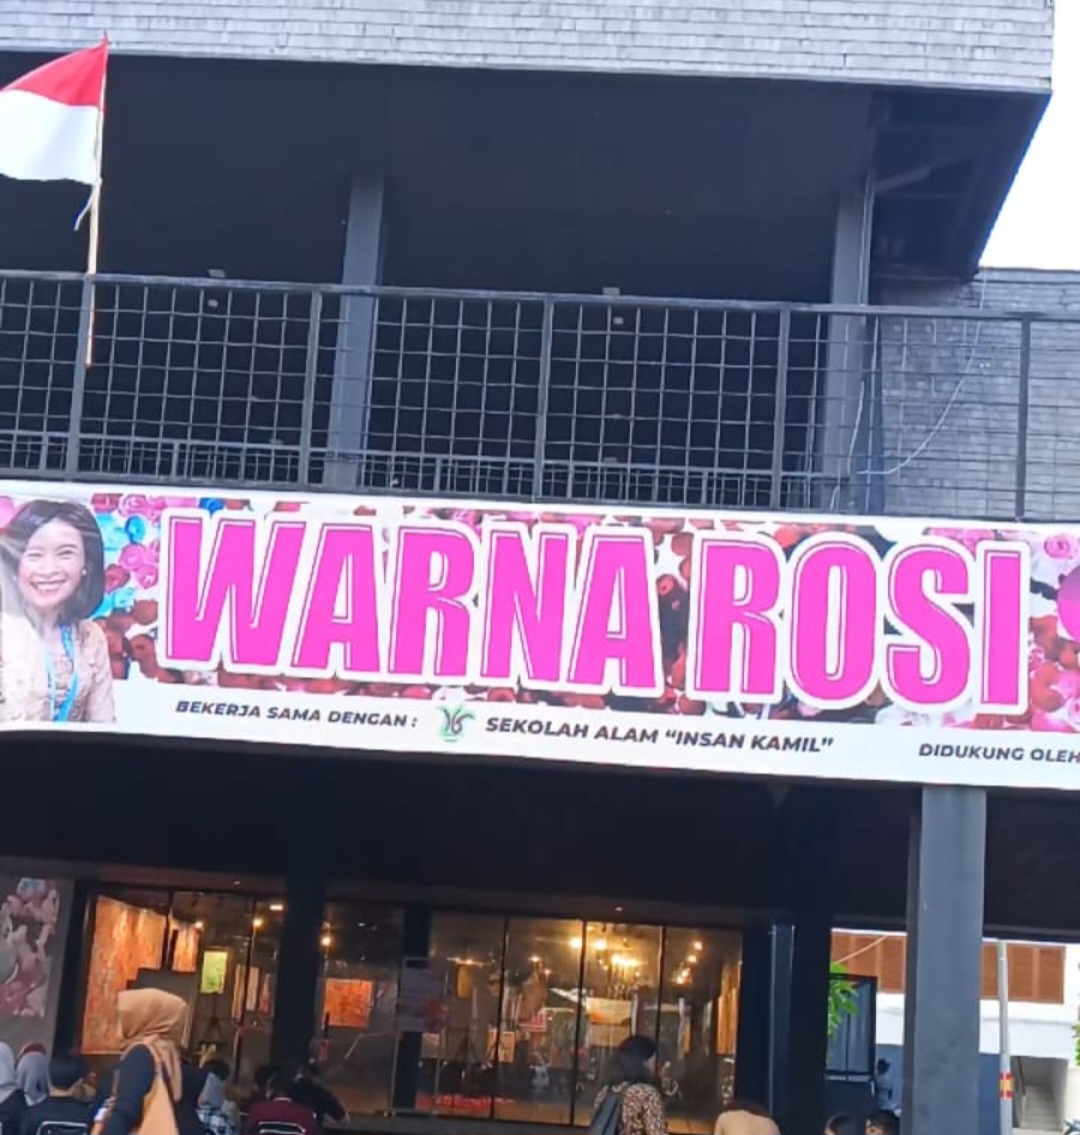 WARNA ROSI
BEKERJA SAMA DENGAN : SEKOLAH ALAM “INSAN KAMIL” DIDUKUNG OLEH